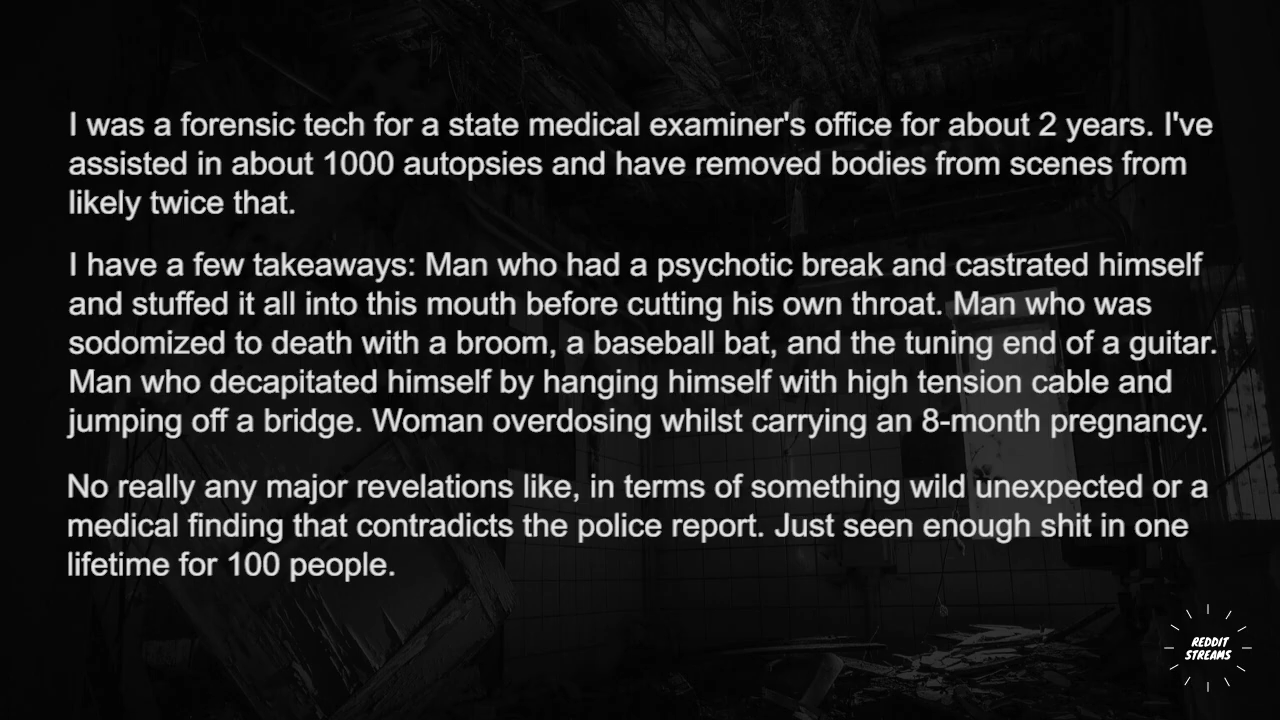 I was a forensic tech for a state medical examiner's office for about 2 years. I've
assisted in about 1000 autopsies and have removed bodies from scenes from
likely twice that.
I have a few takeaways: Man who had a psychotic break and castrated himself
and stuffed it all into this mouth before cutting his own throat. Man who was
sodomized to death with a broom, a baseball bat, and the tuning end of a guitar.
Man who decapitated himself by hanging himself with high tension cable and
jumping off a bridge. Woman overdosing whilst carrying an 8-month pregnancy.
No really any major revelations like, in terms of something wild unexpected or a
medical finding that contradicts the police report. Just seen enough shit in one
lifetime for 100 people.
REDDIT
STREAMS